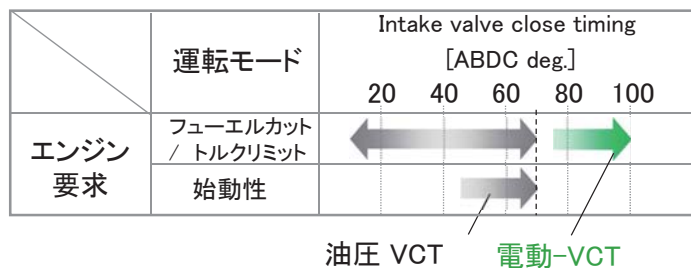 Intake valve close timing
運転モード
[ABDC deg.]
20 40 60 80 100
エンジン
要求
フューエルカット
/ トルクリミット
始動性
油圧 VCT
電動-VCT